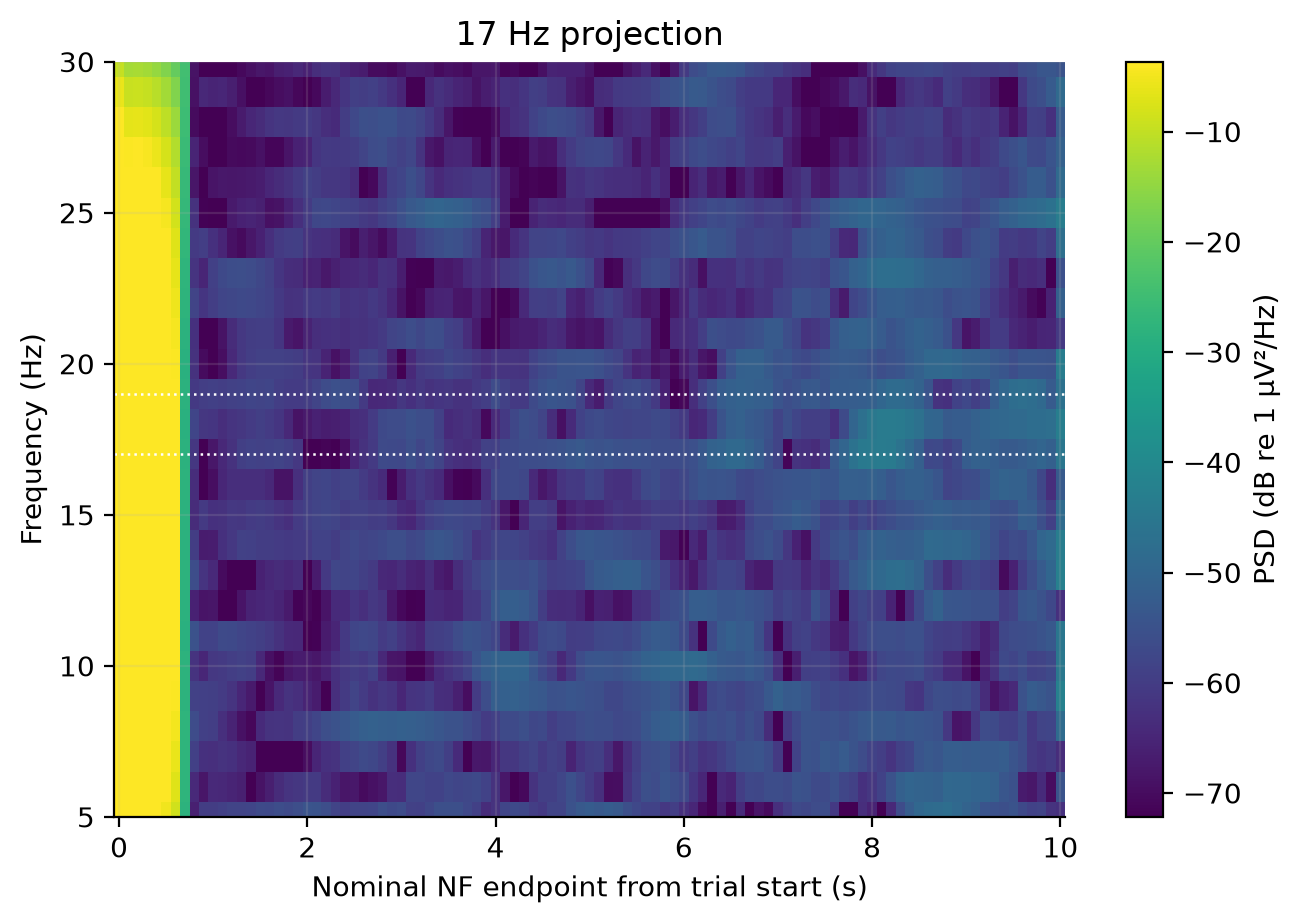 17 Hz projection
30
25
20
15
10
5
Frequency (Hz)
0 2 4 6 8 10
Nominal NF endpoint from trial start (s)
−10
−20
−30
−40
−50
−60
−70
PSD (dB re 1 µV²/Hz)